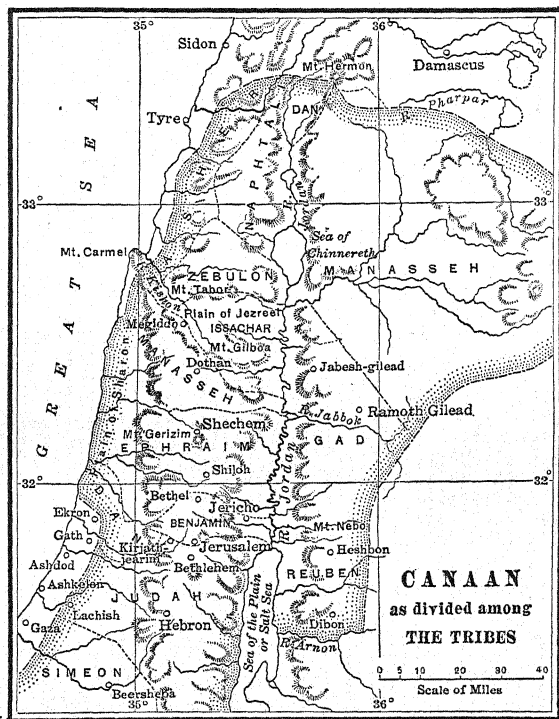 35°
36°
Sidon
Mt. Hermon
Damascus
R. Pharpar
DAN
Tyre
GREAT SEA
NAPHTALI
33°
33
R. Jordan
Sea of
Chinnereth
Mt. Carmel
MANASSEH
ZEBULON
Kishon
Mt. Tabor
Plain of Jezreel
Megiddo
ISSACHAR
Mt. Gilboa
Dothan
Jabesh-gilead
MANASSEH
Plain of Sharon
R. Jabbok
Ramoth Gilead
Shechem
Mt. Gerizim
GAD
EPHRAIM
Shiloh
32°
32°
R. Jordan
DAN
Bethel
Jericho
Ekron
BENJAMIN
Mt. Nebo
Gath
Kirjath-
jearim
Jerusalem
Heshbon
Ashdod
Bethlehem
REUBEN
Ashkelon
JUDAH
Lachish
Hebron
Gaza
Dibon
Sea of the Plain
or Salt Sea
R. Arnon
SIMEON
Beersheba
35°
36°
CANAAN
as divided among
THE TRIBES
0 5 10 20 30 40
Scale of Miles